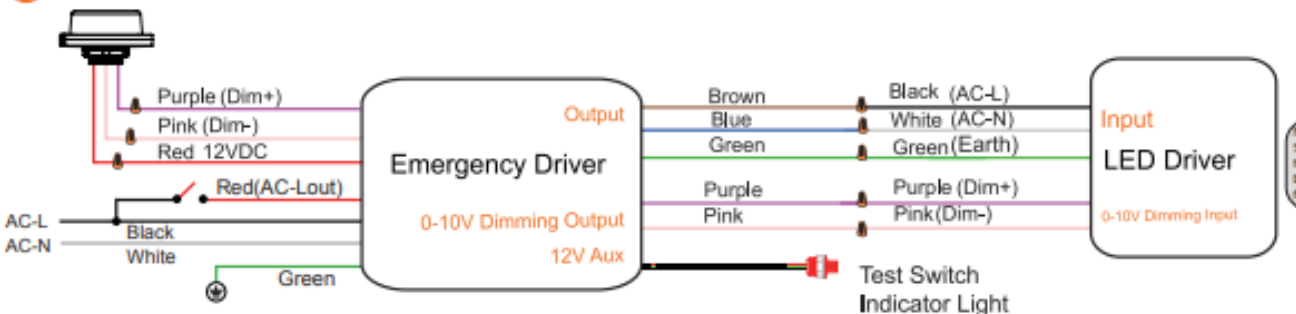 Purple (Dim+)
Pink (Dim-)
Red 12VDC
Red(AC-Lout)
AC-L
Black
AC-N
White
Green
Output
Emergency Driver
0-10V Dimming Output
12V Aux
Brown
Blue
Green
Purple
Pink
Black (AC-L)
White (AC-N)
Green(Earth)
Purple (Dim+)
Pink(Dim-)
Test Switch
Indicator Light
Input
LED Driver
0-10V Dimming Input